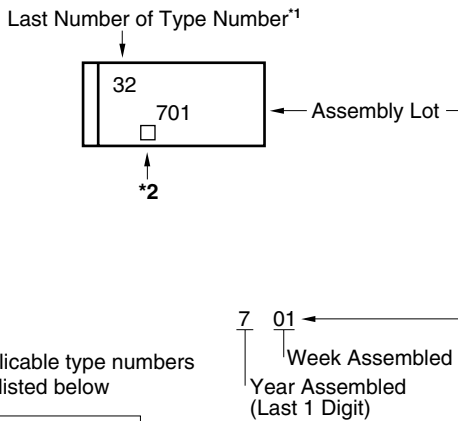 Last Number of Type Number*1
32
701
Assembly Lot
*2
7 01
Week Assembled
Year Assembled
(Last 1 Digit)
licable type numbers
listed below